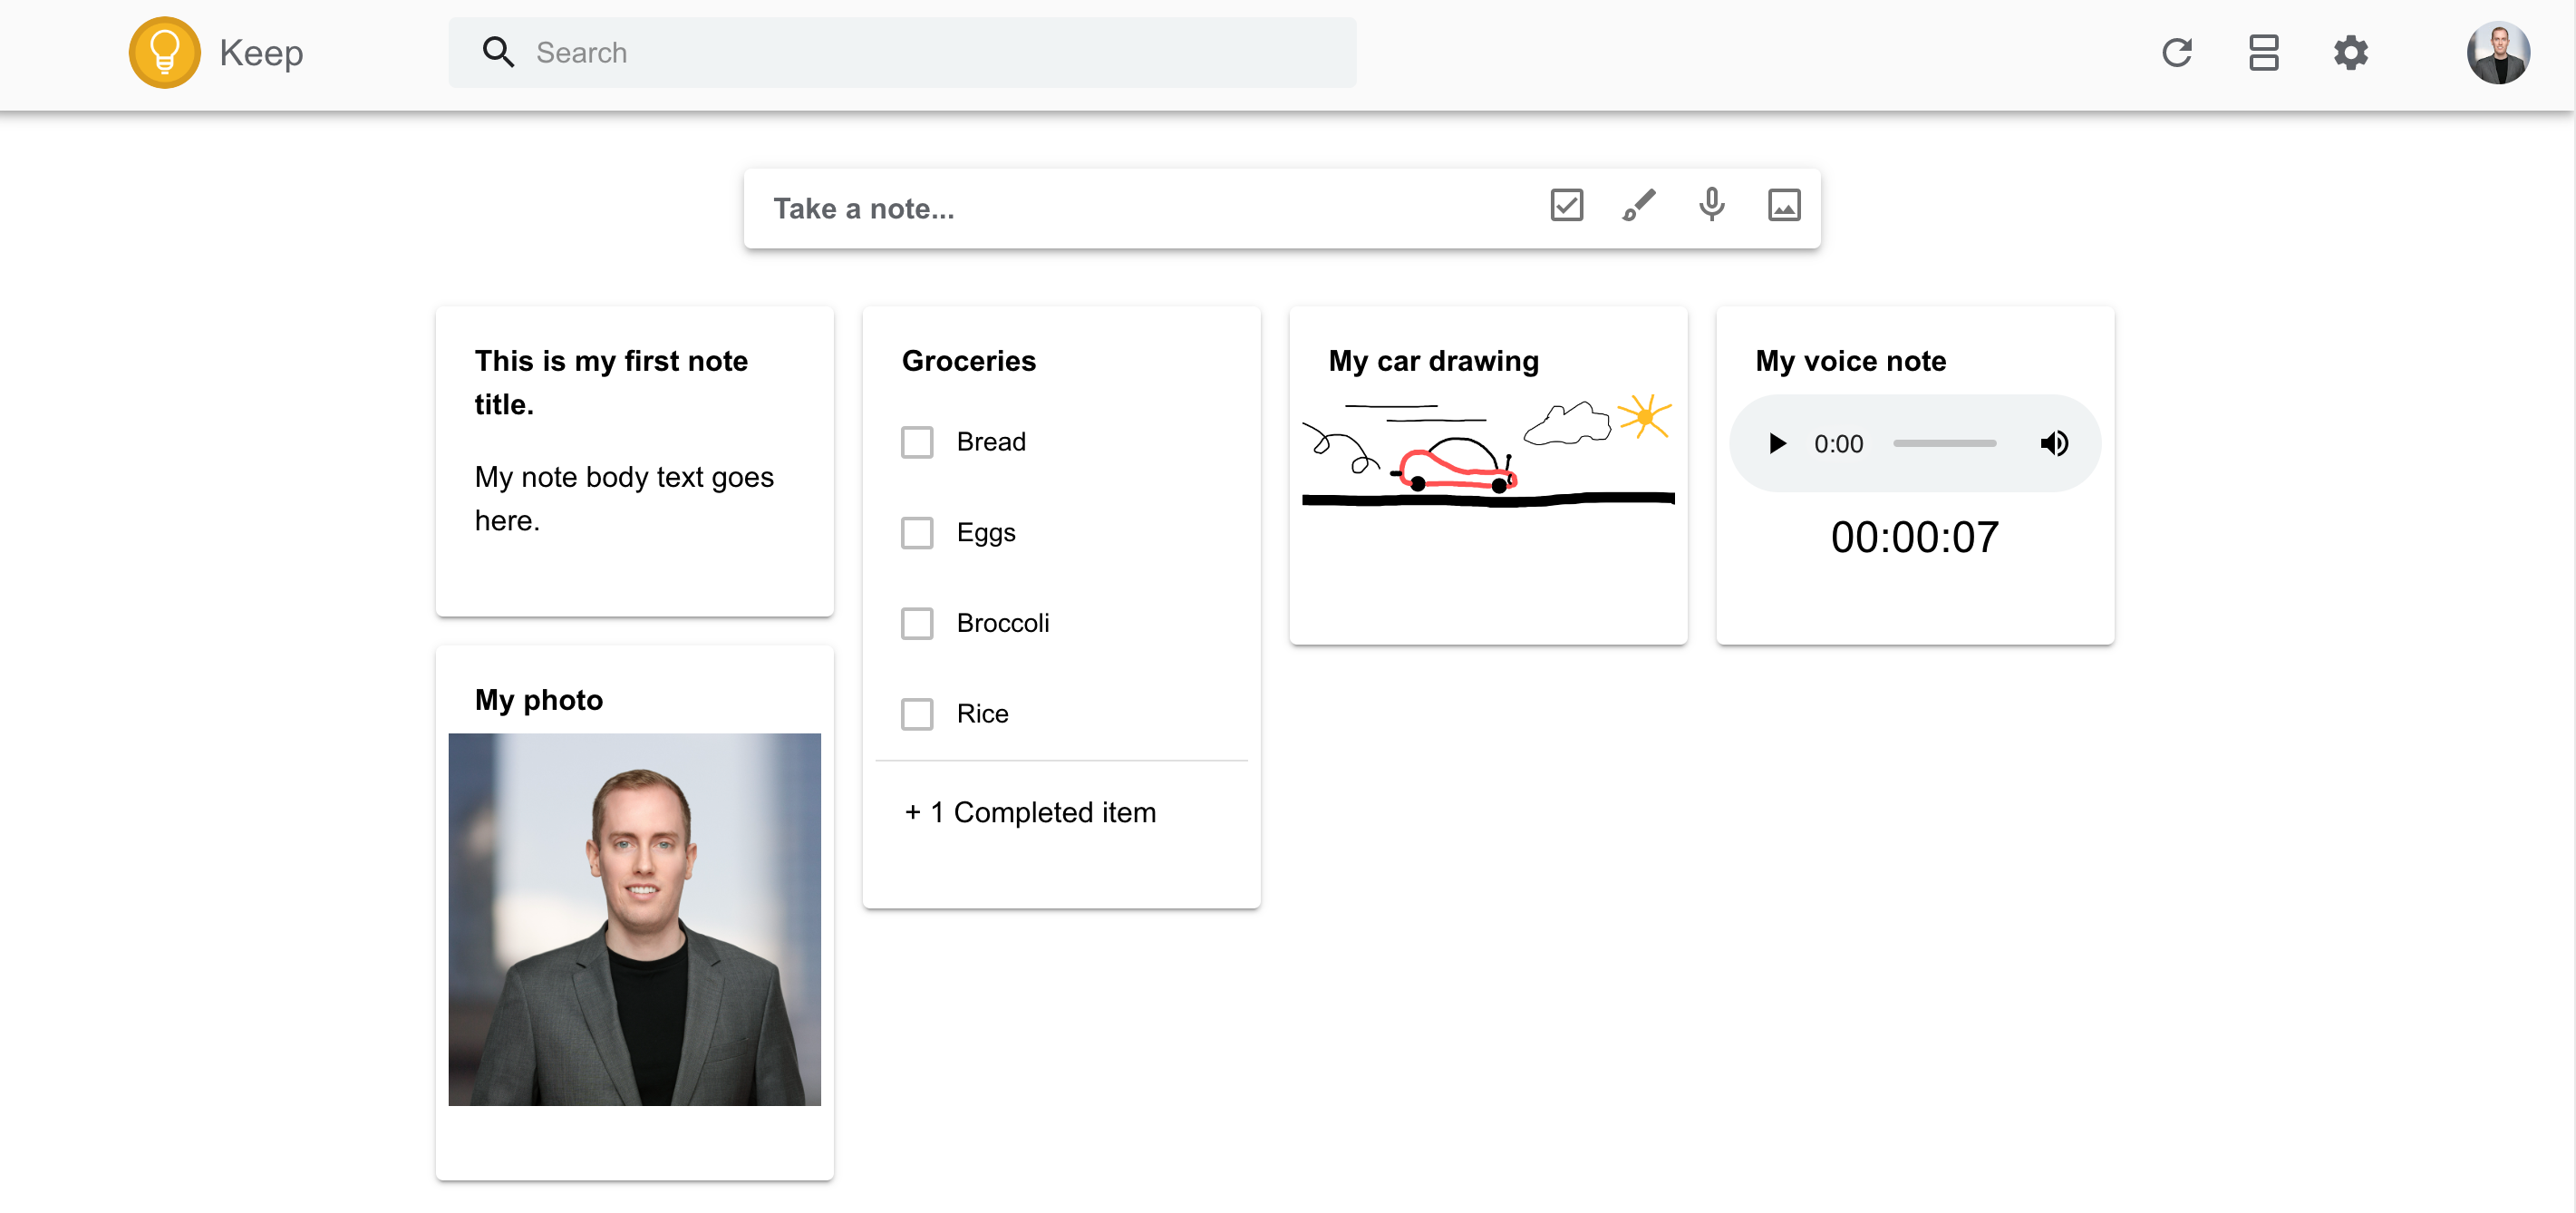 Keep
Search
Take a note...
This is my first note
title.
My note body text goes
here.
My photo
Groceries
Bread
Eggs
Broccoli
Rice
+ 1 Completed item
My car drawing
My voice note
0:00
00:00:07